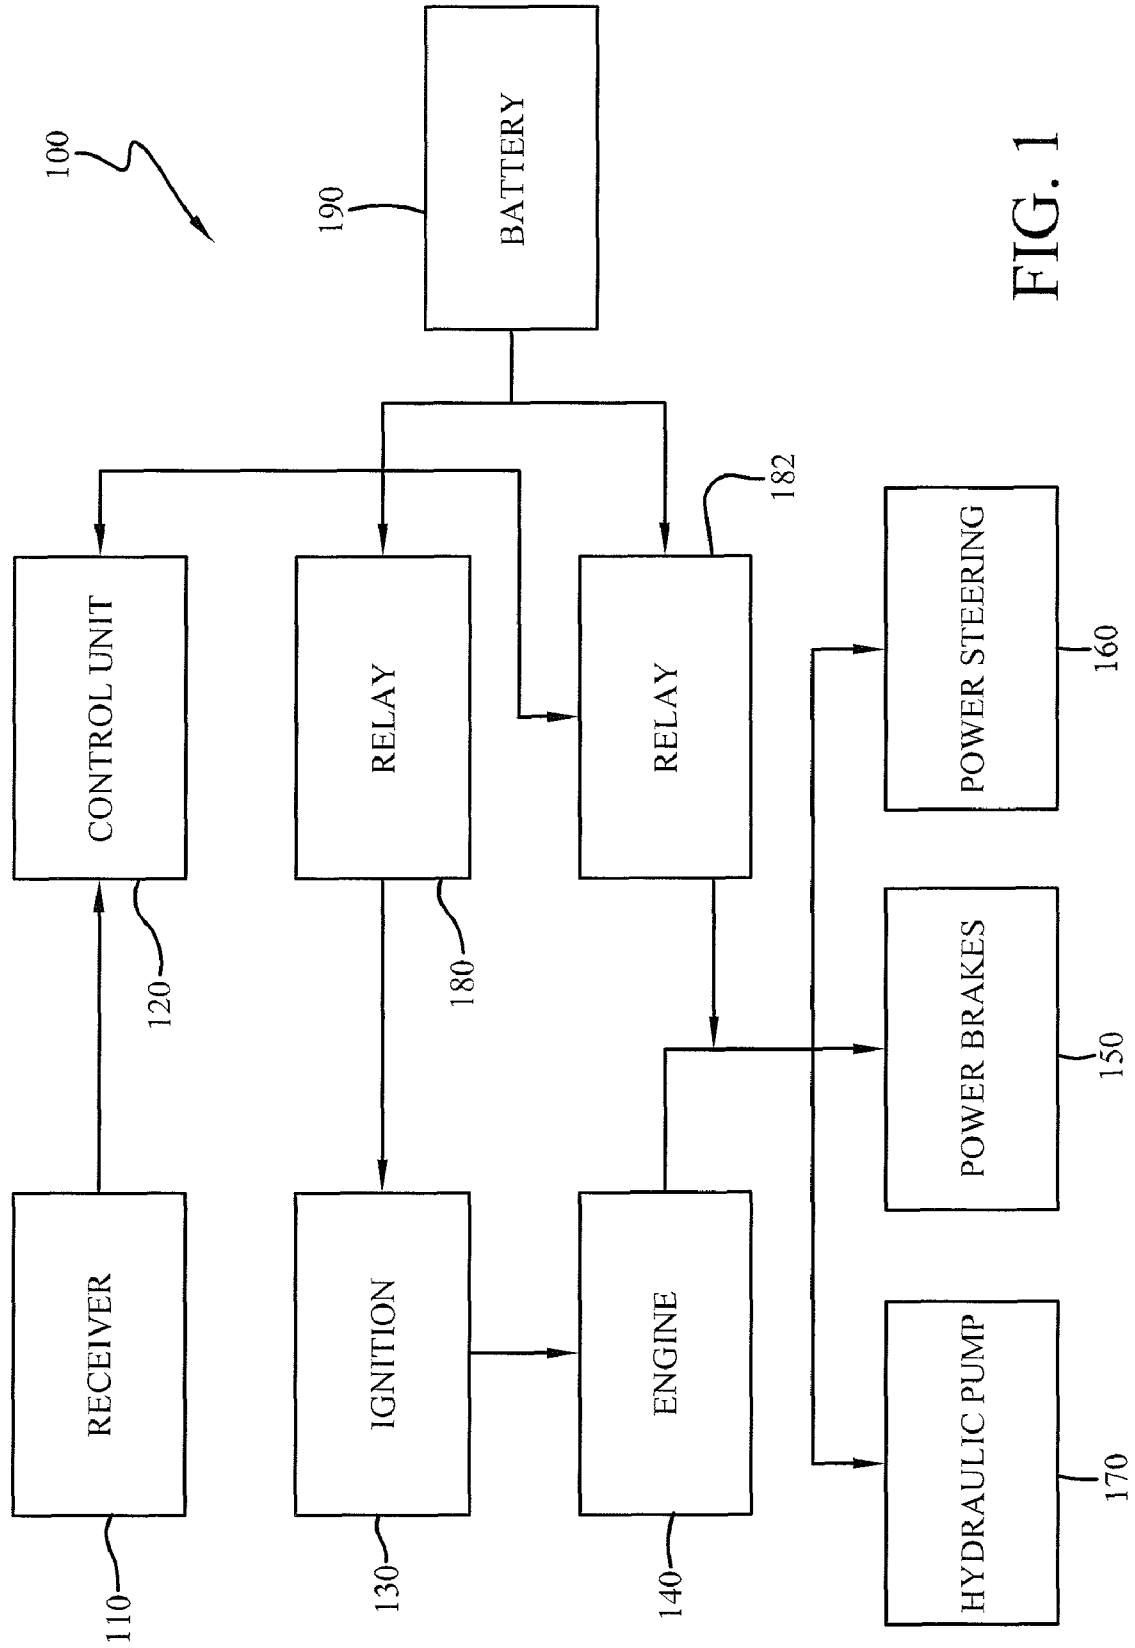 100
110
RECEIVER
120
CONTROL UNIT
130
IGNITION
180
RELAY
190
BATTERY
140
ENGINE
RELAY
182
170
HYDRAULIC PUMP
150
POWER BRAKES
160
POWER STEERING
FIG. 1